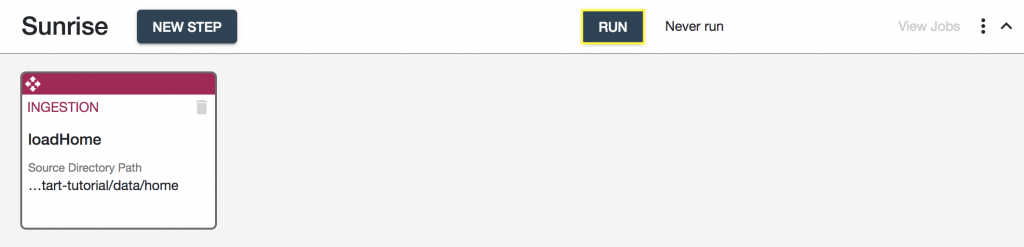 Sunrise
NEW STEP
RUN
Never run
View Jobs
INGESTION
loadHome
Source Directory Path
...tart-tutorial/data/home